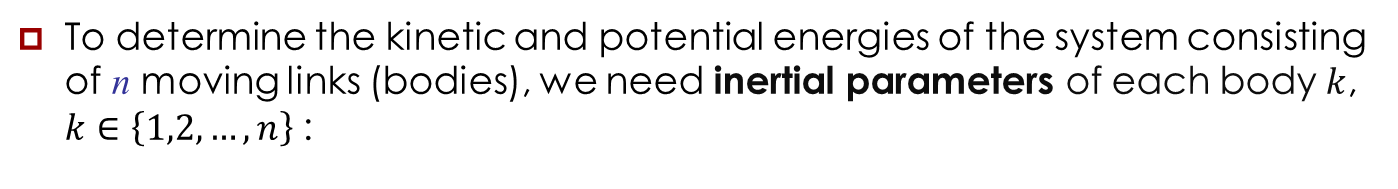 To determine the kinetic and potential energies of the system consisting
of n moving links (bodies), we need inertial parameters of each body k,
k ∈ {1,2, … , n} :